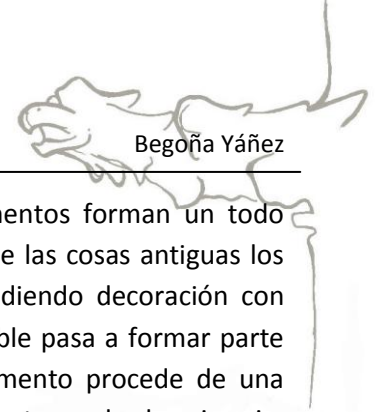 Begoña Yáñez
mentos forman un todo
e las cosas antiguas los
diendo decoración con
ble pasa a formar parte
mento procede de una